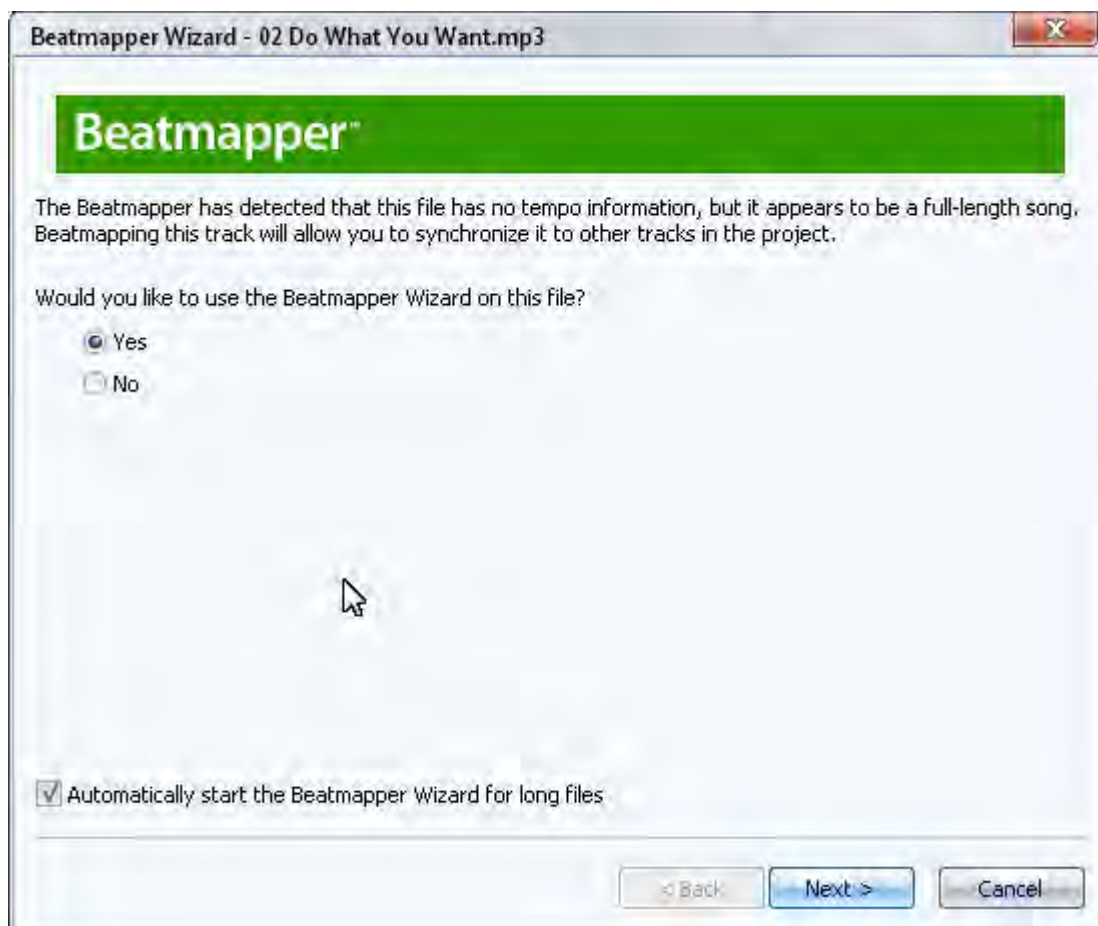 Beatmapper Wizard - 02 Do What You Want.mp3
Beatmapper™
The Beatmapper has detected that this file has no tempo information, but it appears to be a full-length song.
Beatmapping this track will allow you to synchronize it to other tracks in the project.
Would you like to use the Beatmapper Wizard on this file?
Yes
No
Automatically start the Beatmapper Wizard for long files
< Back Next > Cancel